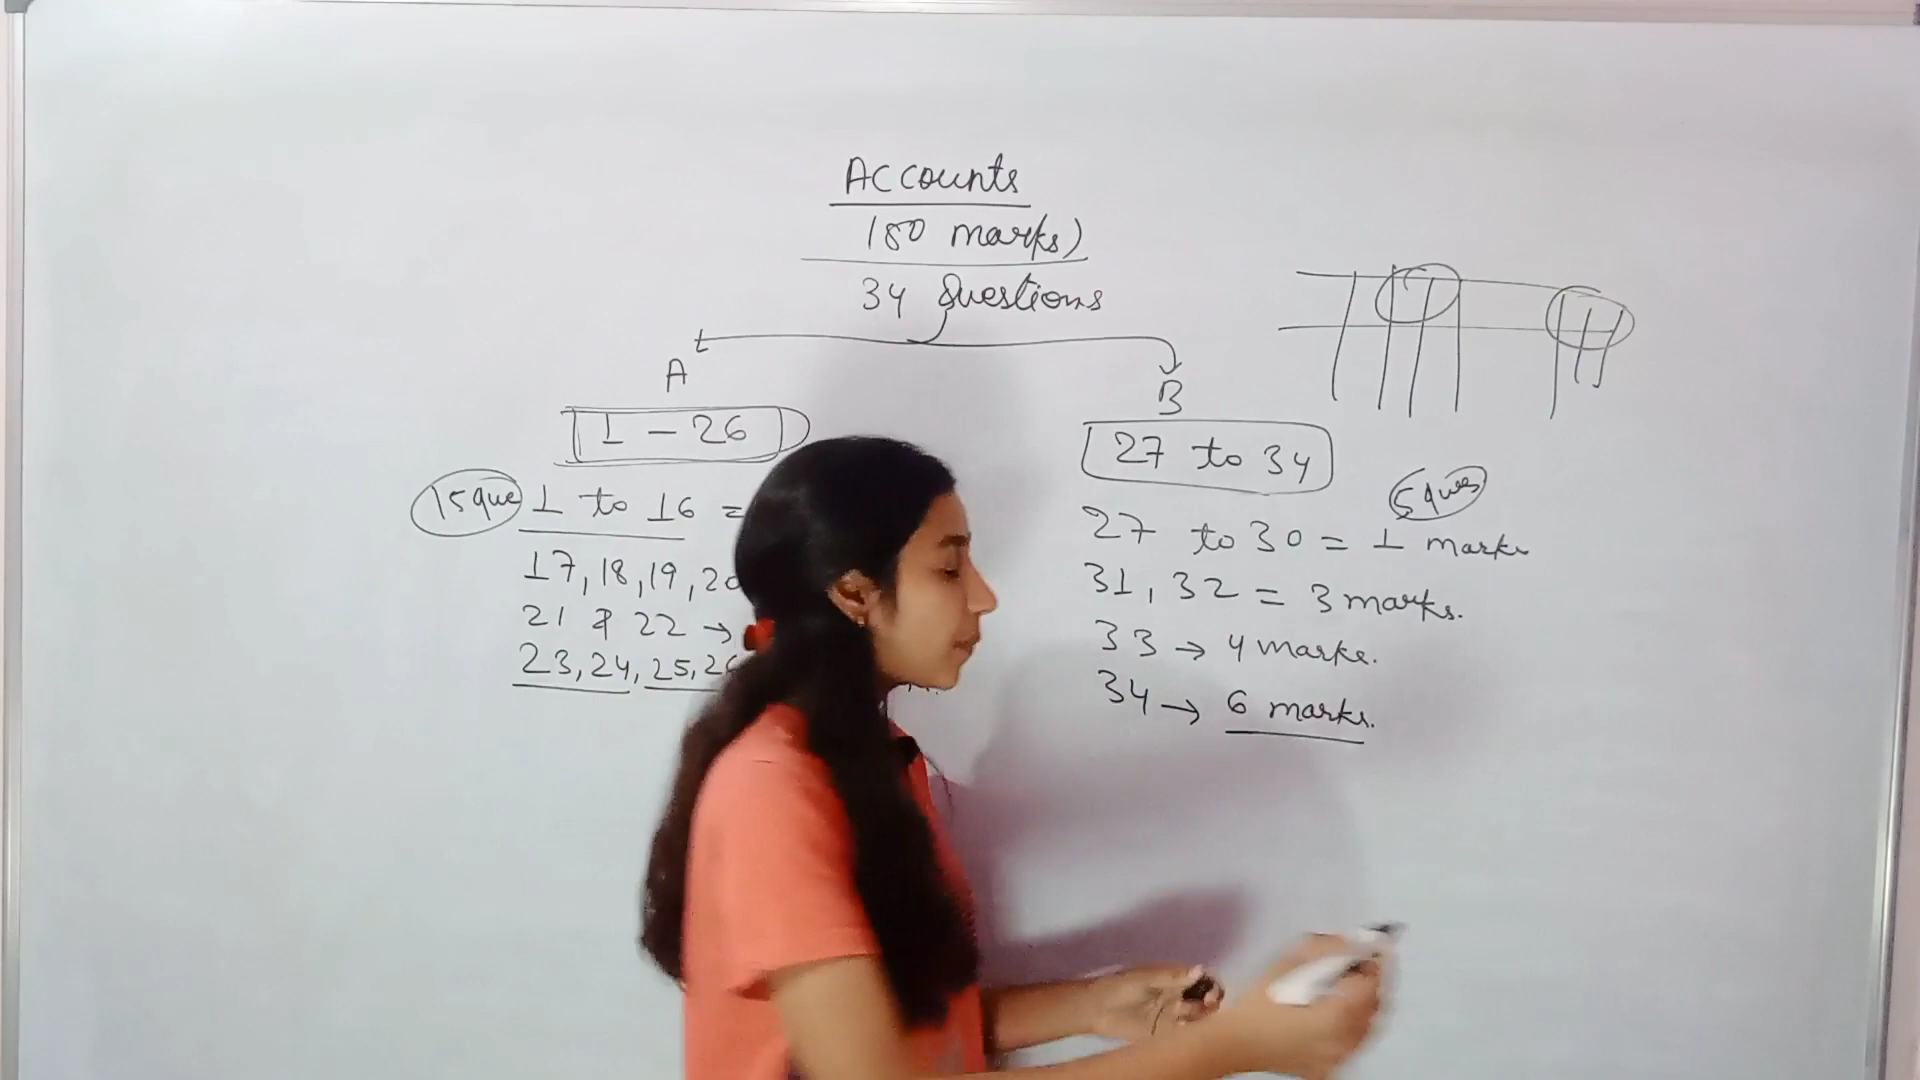 Accounts
(80 marks)
34 Questions
A
B
1 - 26
27 to 34
15 que
1 to 16 =
17, 18, 19, 20
21 & 22 →
23, 24, 25, 26
5 ques
27 to 30 = 1 marks
31, 32 = 3 marks.
33 → 4 marks.
34 → 6 marks.